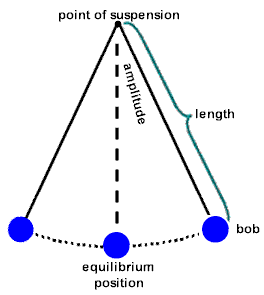 point of suspension
amplitude
length
bob
equilibrium
position